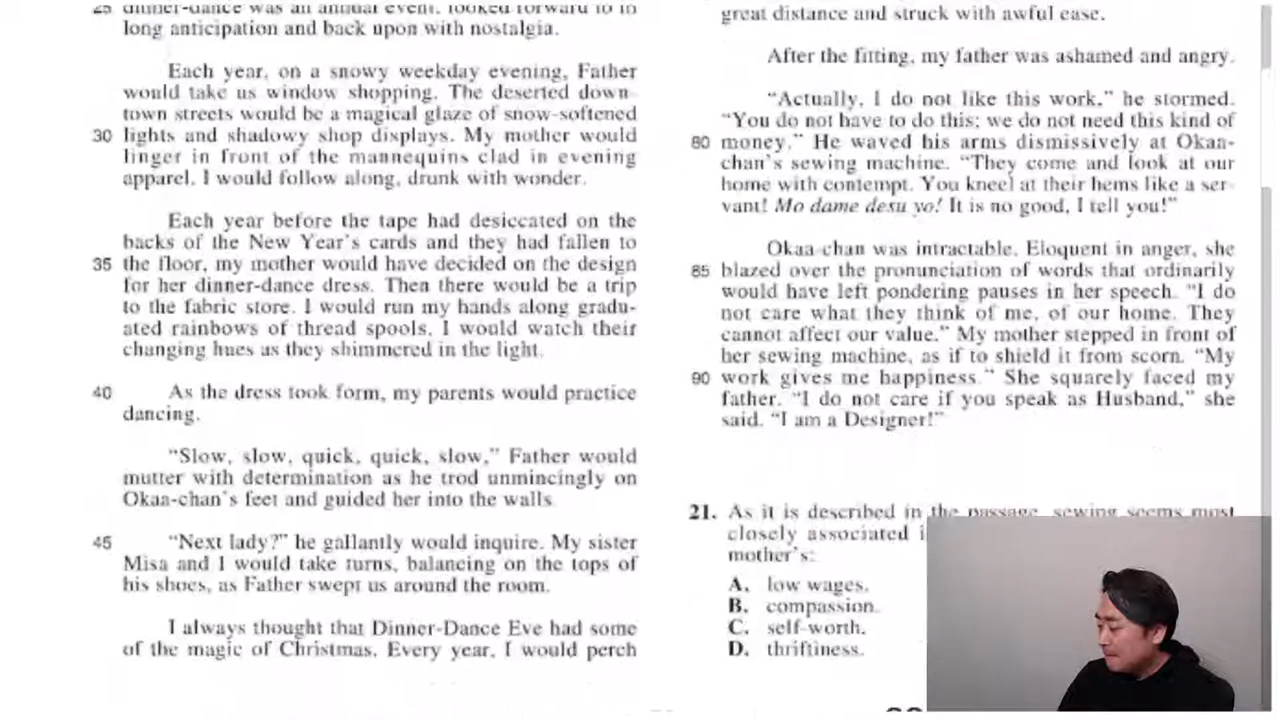 25 dinner-dance was an annual event, looked forward to in
long anticipation and back upon with nostalgia.
Each year, on a snowy weekday evening, Father
would take us window shopping. The deserted down-
town streets would be a magical glaze of snow-softened
30 lights and shadowy shop displays. My mother would
linger in front of the mannequins clad in evening
apparel. I would follow along, drunk with wonder.
Each year before the tape had desiccated on the
backs of the New Year's cards and they had fallen to
35 the floor, my mother would have decided on the design
for her dinner-dance dress. Then there would be a trip
to the fabric store. I would run my hands along gradu-
ated rainbows of thread spools. I would watch their
changing hues as they shimmered in the light.
40 As the dress took form, my parents would practice
dancing.
"Slow, slow, quick, quick, slow," Father would
mutter with determination as he trod unmincingly on
Okaa-chan's feet and guided her into the walls.
45 "Next lady?" he gallantly would inquire. My sister
Misa and I would take turns, balancing on the tops of
his shoes, as Father swept us around the room.
I always thought that Dinner-Dance Eve had some
of the magic of Christmas. Every year, I would perch
great distance and struck with awful ease.
After the fitting, my father was ashamed and angry.
"Actually, I do not like this work," he stormed.
"You do not have to do this; we do not need this kind of
80 money." He waved his arms dismissively at Okaa-
chan's sewing machine. "They come and look at our
home with contempt. You kneel at their hems like a ser-
vant! Mo dame desu yo! It is no good, I tell you!"
Okaa-chan was intractable. Eloquent in anger, she
85 blazed over the pronunciation of words that ordinarily
would have left pondering pauses in her speech. "I do
not care what they think of me, of our home. They
cannot affect our value." My mother stepped in front of
her sewing machine, as if to shield it from scorn. "My
90 work gives me happiness." She squarely faced my
father. "I do not care if you speak as Husband," she
said. "I am a Designer!"
21. As it is described in the passage, sewing seems most
closely associated
mother's:
A. low wages.
B. compassion.
C. self-worth.
D. thriftiness.